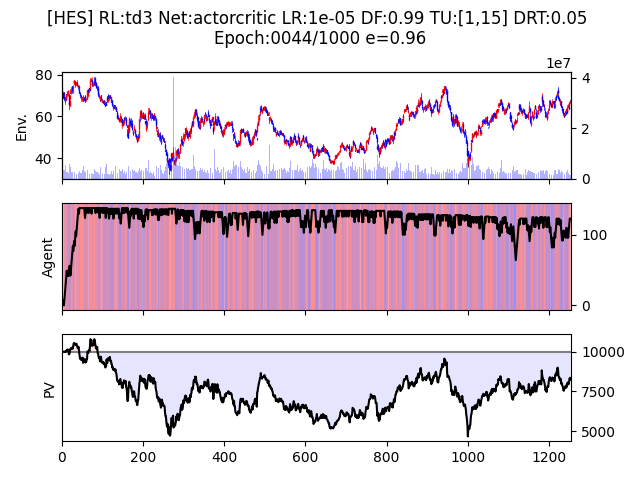 [HES] RL:td3 Net:actorcritic LR:1e-05 DF:0.99 TU:[1,15] DRT:0.05
Epoch:0044/1000 e=0.96
1e7
80
60
40
Env.
4
2
0
Agent
100
0
PV
10000
7500
5000
0 200 400 600 800 1000 1200